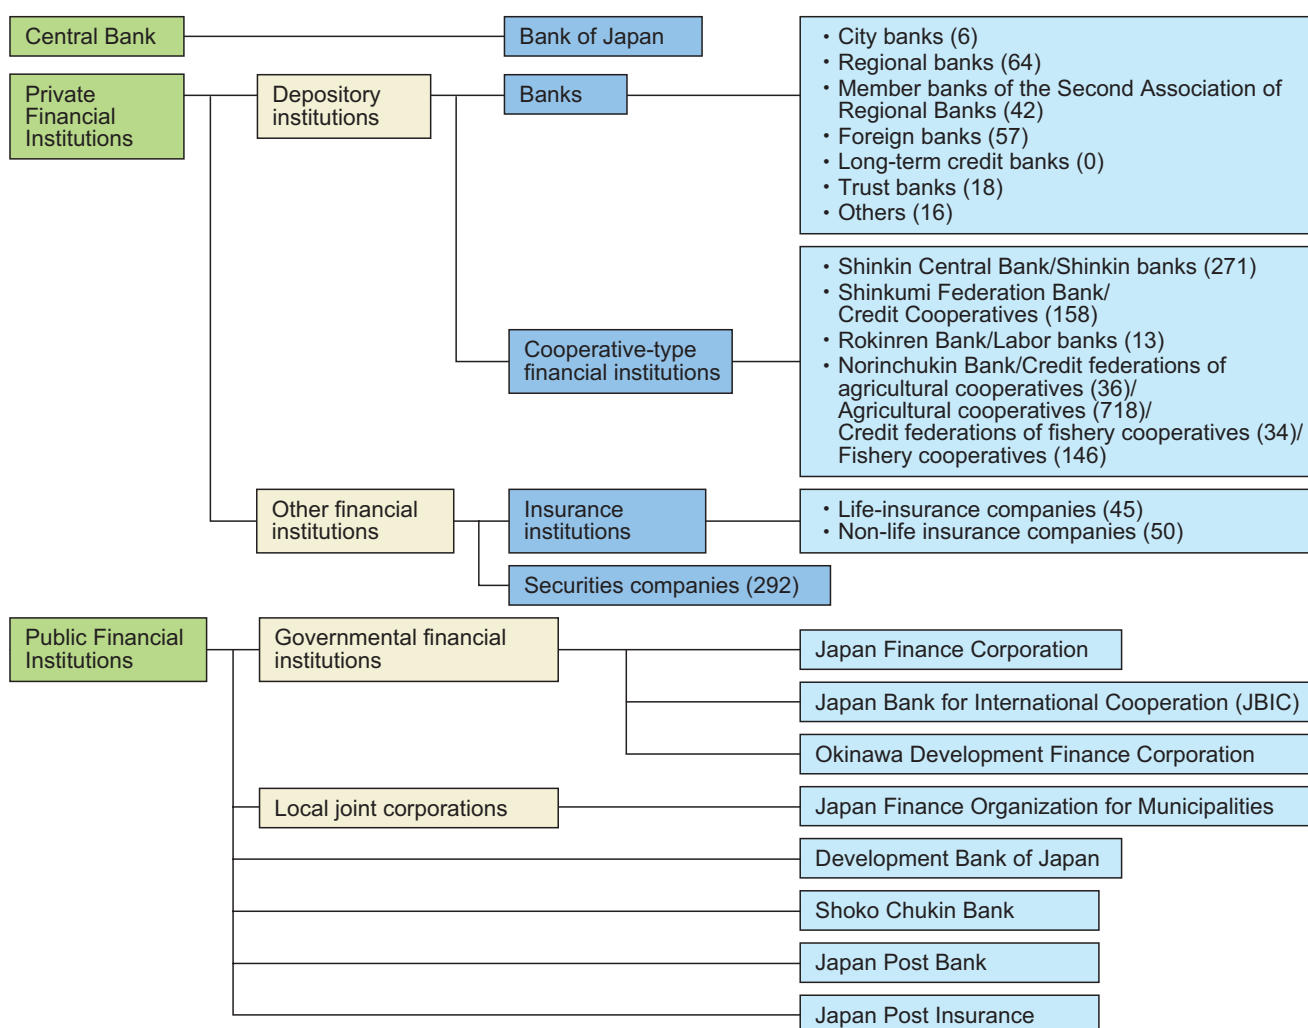 Central Bank
Bank of Japan
Private
Financial
Institutions
Depository
institutions
Banks
・City banks (6)
・Regional banks (64)
・Member banks of the Second Association of
Regional Banks (42)
・Foreign banks (57)
・Long-term credit banks (0)
・Trust banks (18)
・Others (16)
Cooperative-type
financial institutions
・Shinkin Central Bank/Shinkin banks (271)
・Shinkumi Federation Bank/
Credit Cooperatives (158)
・Rokinren Bank/Labor banks (13)
・Norinchukin Bank/Credit federations of
agricultural cooperatives (36)/
Agricultural cooperatives (718)/
Credit federations of fishery cooperatives (34)/
Fishery cooperatives (146)
Other financial
institutions
Insurance
institutions
・Life-insurance companies (45)
・Non-life insurance companies (50)
Securities companies (292)
Public Financial
Institutions
Governmental financial
institutions
Japan Finance Corporation
Japan Bank for International Cooperation (JBIC)
Okinawa Development Finance Corporation
Local joint corporations
Japan Finance Organization for Municipalities
Development Bank of Japan
Shoko Chukin Bank
Japan Post Bank
Japan Post Insurance